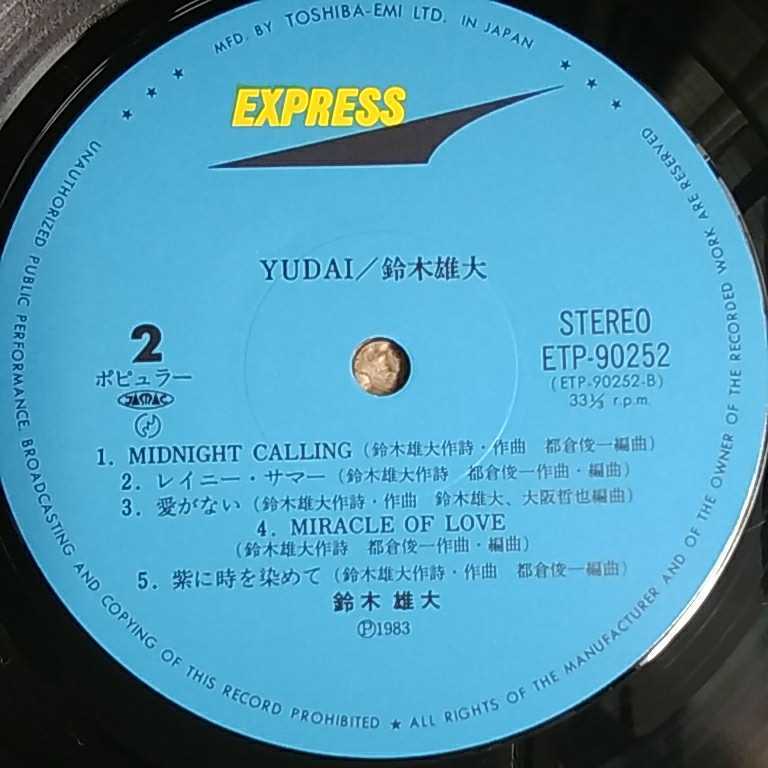 MFD. BY TOSHIBA-EMI LTD. IN JAPAN
EXPRESS
YUDAI/鈴木雄大
2
ポピュラー
JASRAC
STEREO
ETP-90252
(ETP-90252-B)
33⅓ r.p.m.
1. MIDNIGHT CALLING (鈴木雄大作詩・作曲 都倉俊一編曲)
2. レイニー・サマー (鈴木雄大作詩 都倉俊一作曲・編曲)
3. 愛がない (鈴木雄大作詩・作曲 鈴木雄大、大阪哲也編曲)
4. MIRACLE OF LOVE
(鈴木雄大作詩 都倉俊一作曲・編曲)
5. 紫に時を染めて (鈴木雄大作詩・作曲 都倉俊一編曲)
鈴木雄大
Ⓟ1983
UNAUTHORIZED PUBLIC PERFORMANCE. BROADCASTING AND COPYING OF THIS RECORD PROHIBITED ★ ALL RIGHTS OF THE MANUFACTURER AND OF THE OWNER OF THE RECORDED WORK ARE RESERVED